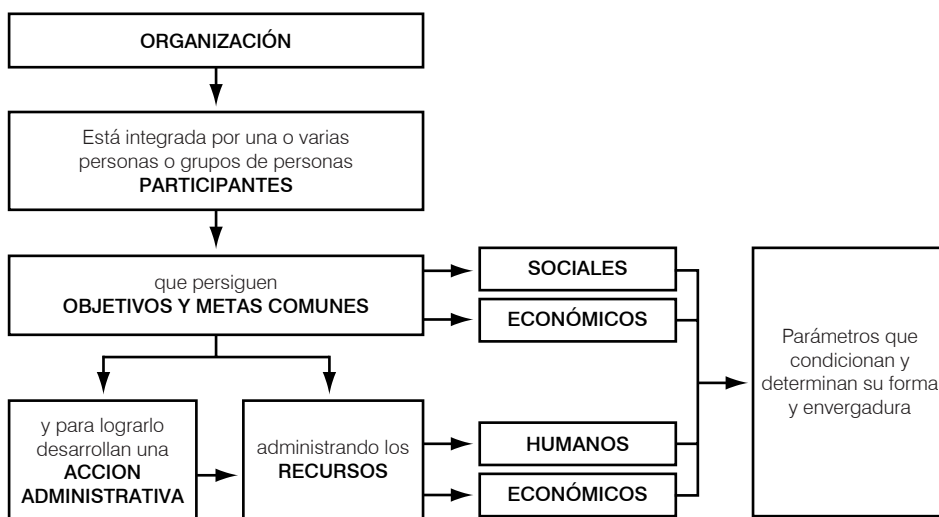 ORGANIZACIÓN
Está integrada por una o varias
personas o grupos de personas
PARTICIPANTES
que persiguen
OBJETIVOS Y METAS COMUNES
SOCIALES
ECONÓMICOS
y para lograrlo
desarrollan una
ACCION
ADMINISTRATIVA
administrando los
RECURSOS
HUMANOS
ECONÓMICOS
Parámetros que
condicionan y
determinan su forma
y envergadura